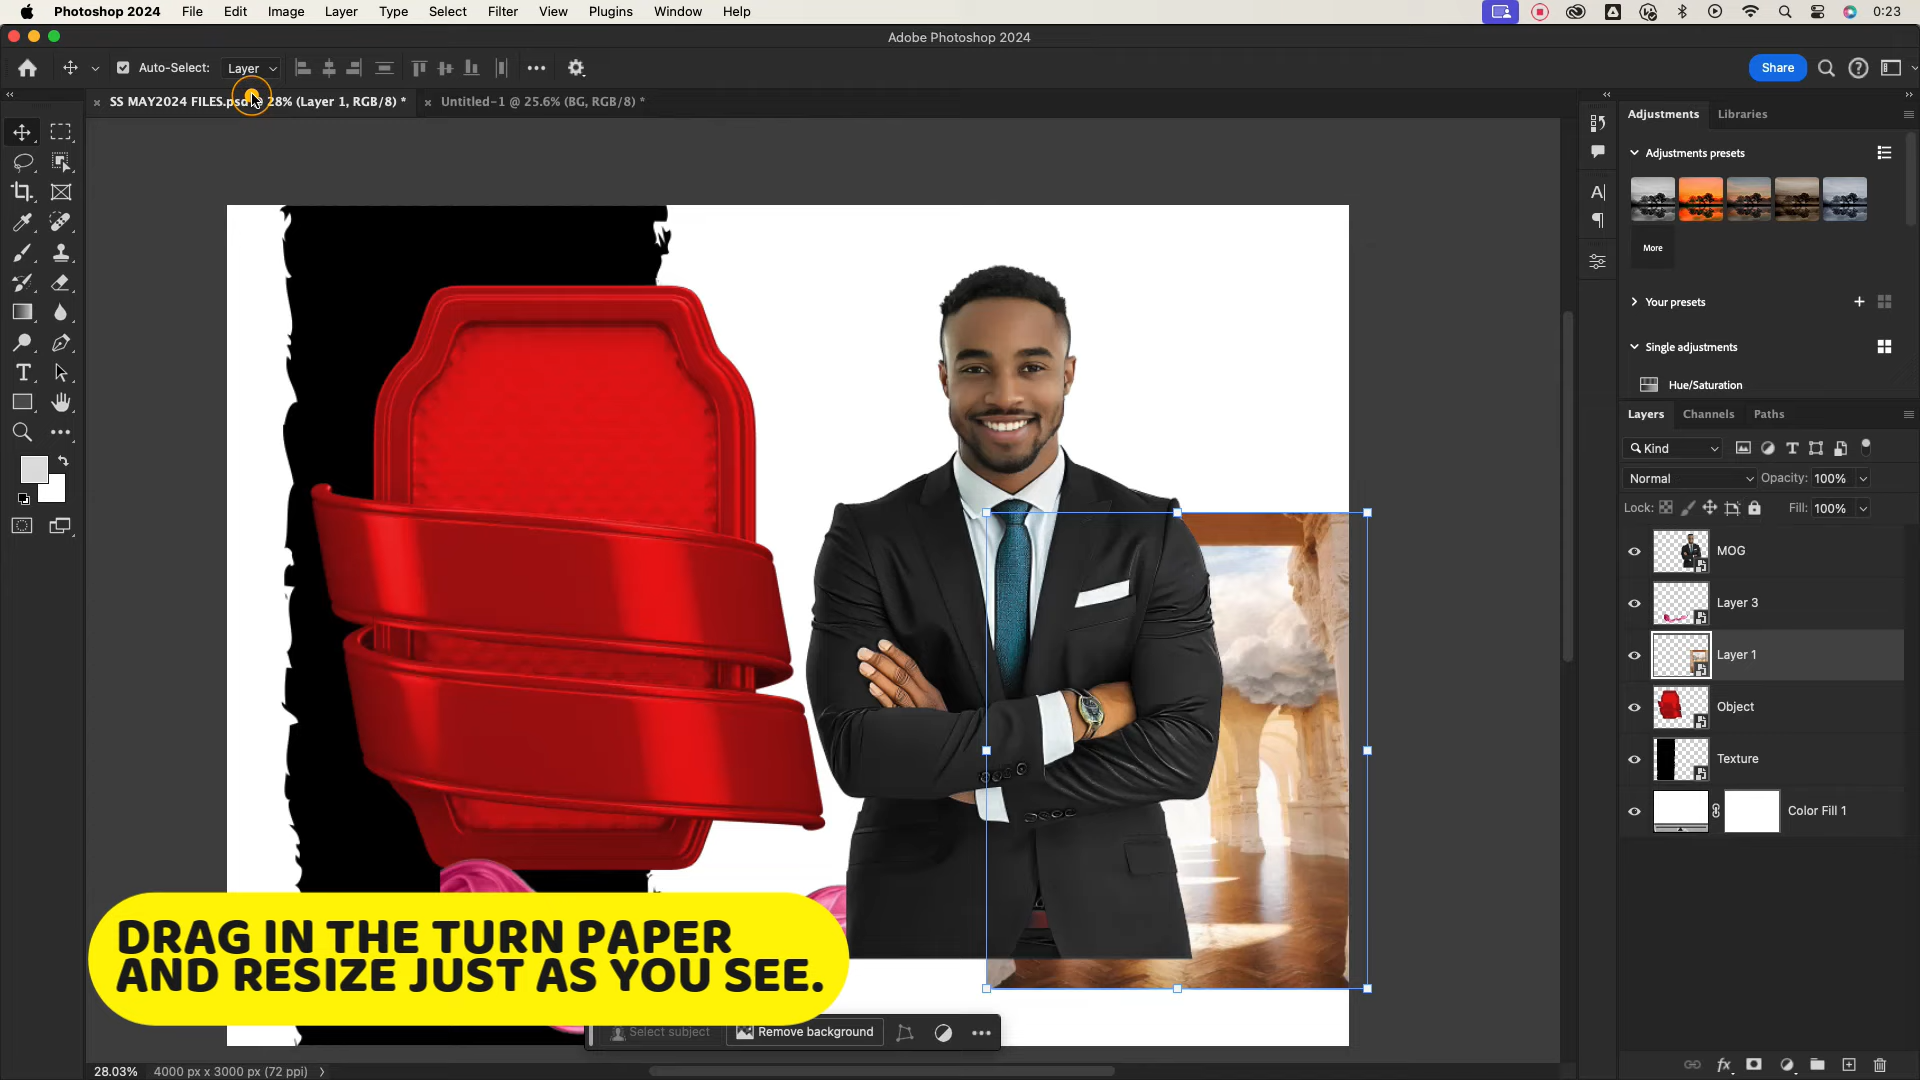 Photoshop 2024 File Edit Image Layer Type Select Filter View Plugins Window Help 0:23
Adobe Photoshop 2024
Auto-Select: Layer Share
SS MAY2024 FILES.psd @ 28% (Layer 1, RGB/8) * Untitled-1 @ 25.6% (BG, RGB/8) *
Adjustments Libraries
Adjustments presets
More
Your presets
Single adjustments
Hue/Saturation
Layers Channels Paths
Kind
Normal Opacity: 100%
Lock: Fill: 100%
MOG
Layer 3
Layer 1
Object
Texture
Color Fill 1
DRAG IN THE TURN PAPER
AND RESIZE JUST AS YOU SEE.
Select subject Remove background
28.03% 4000 px x 3000 px (72 ppi)